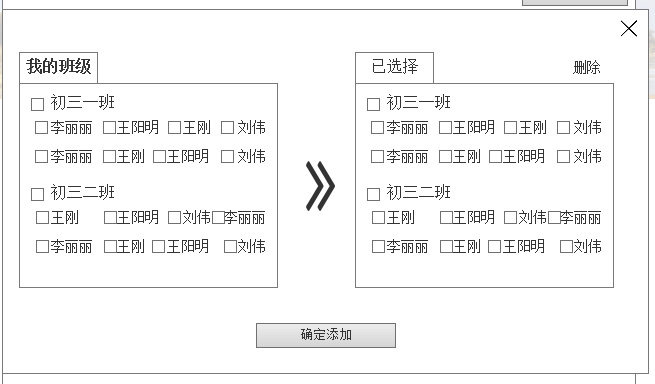 我的班级
初三一班
李丽丽 王阳明 王刚 刘伟
李丽丽 王刚 王阳明 刘伟
初三二班
王刚 王阳明 刘伟 李丽丽
李丽丽 王刚 王阳明 刘伟
已选择 删除
初三一班
李丽丽 王阳明 王刚 刘伟
李丽丽 王刚 王阳明 刘伟
初三二班
王刚 王阳明 刘伟 李丽丽
李丽丽 王刚 王阳明 刘伟
确定添加